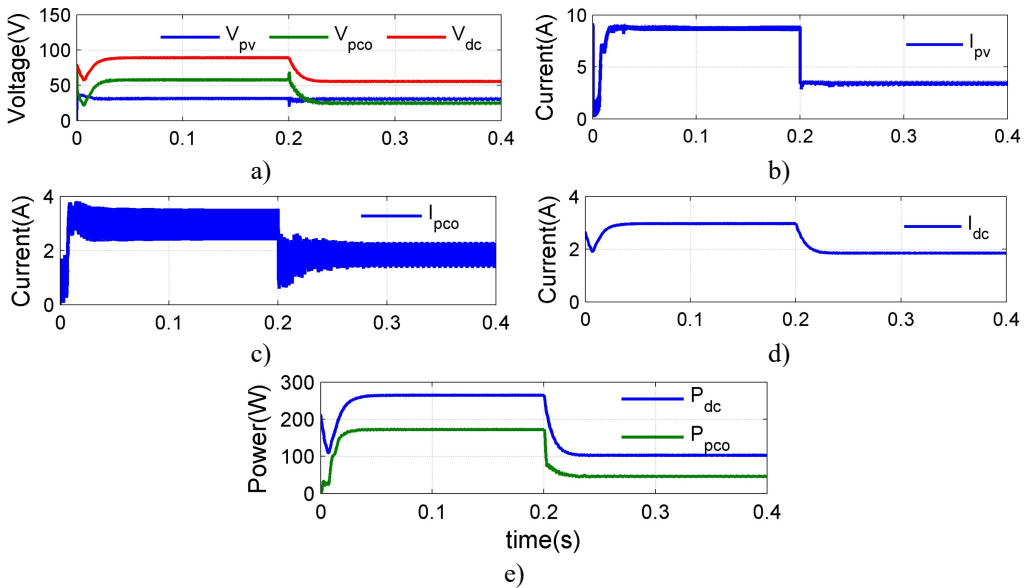 V_pv V_pco V_dc
Voltage(V)
150
100
50
0
0 0.1 0.2 0.3 0.4
a)
I_pv
Current(A)
10
5
0
0 0.1 0.2 0.3 0.4
b)
I_pco
Current(A)
4
2
0
0 0.1 0.2 0.3 0.4
c)
I_dc
Current(A)
4
2
0
0 0.1 0.2 0.3 0.4
d)
P_dc
P_pco
Power(W)
300
200
100
0
0 0.1 0.2 0.3 0.4
time(s)
e)